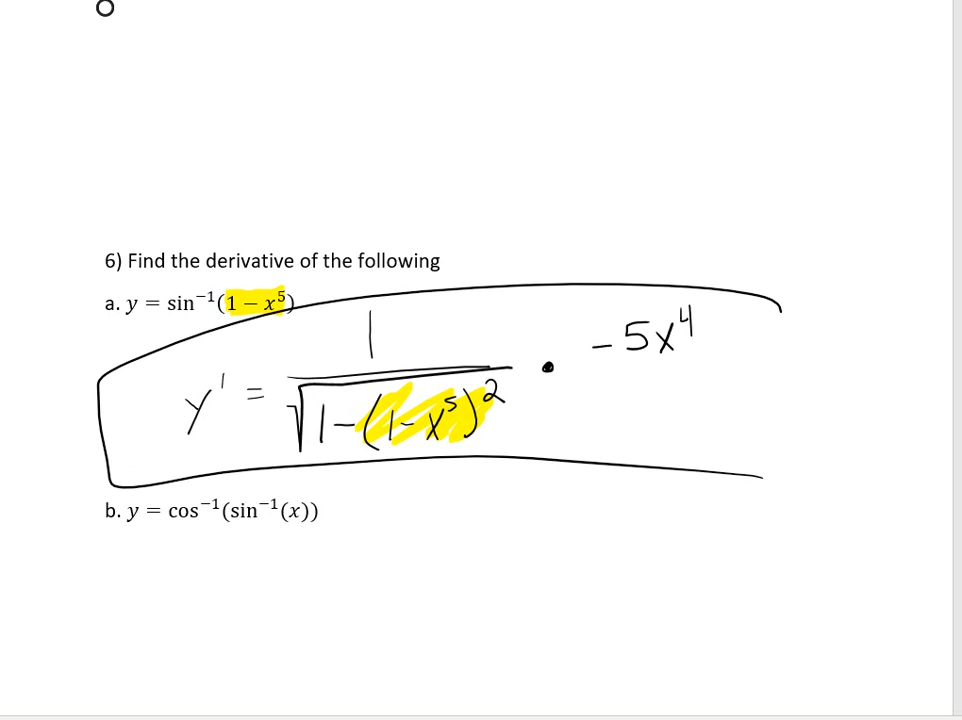 6) Find the derivative of the following
a. y = sin⁻¹(1 − x⁵)
y' = 1/√(1-(1-x⁵)²) • -5x⁴
b. y = cos⁻¹(sin⁻¹(x))